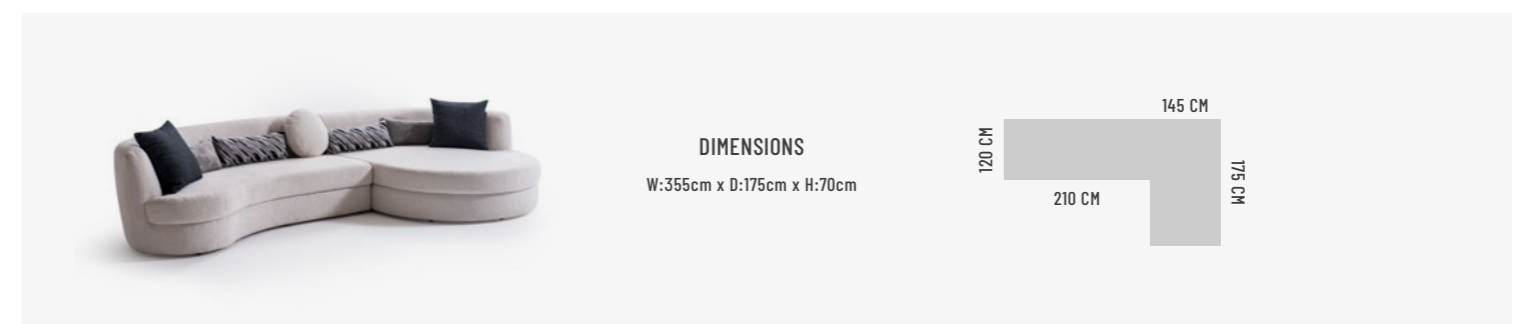 DIMENSIONS
W:355cm x D:175cm x H:70cm
145 CM
120 CM
210 CM
175 CM